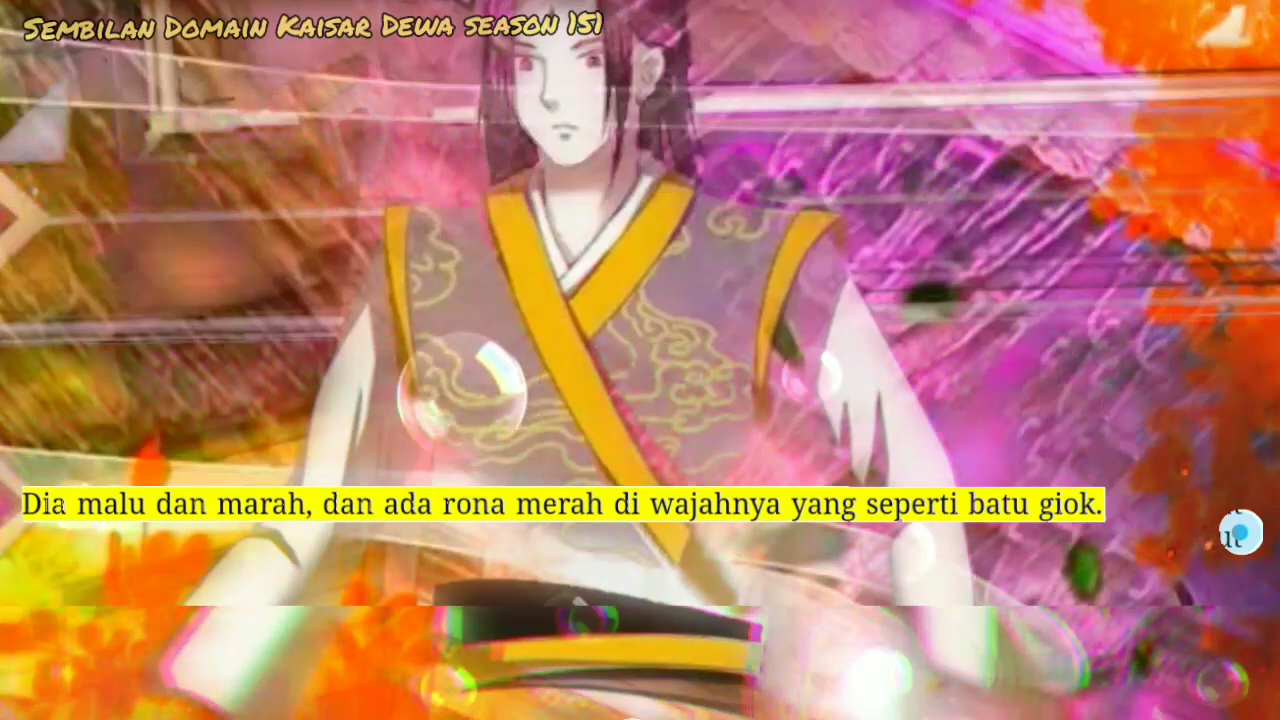 Sembilan Domain Kaisar Dewa season 151
Dia malu dan marah, dan ada rona merah di wajahnya yang seperti batu giok.